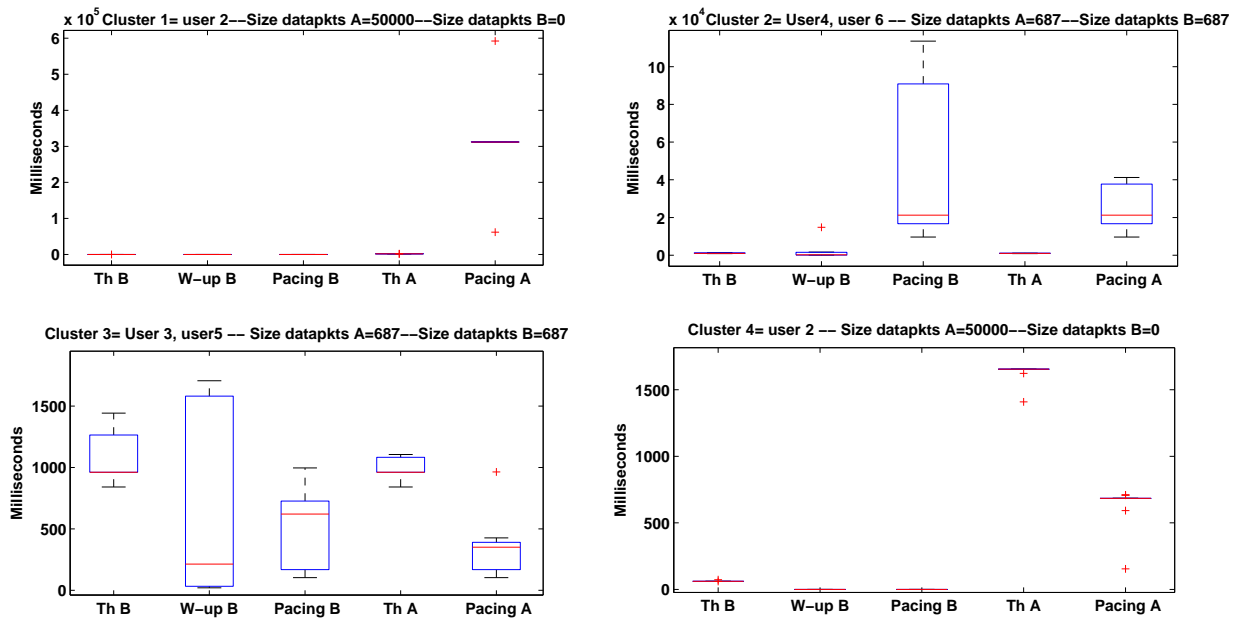 x 10^5 Cluster 1= user 2−−Size datapkts A=50000−−Size datapkts B=0
6
5
4
3
2
1
0
Milliseconds
Th B W−up B Pacing B Th A Pacing A
x 10^4 Cluster 2= User4, user 6 −− Size datapkts A=687−−Size datapkts B=687
10
8
6
4
2
0
Milliseconds
Th B W−up B Pacing B Th A Pacing A
Cluster 3= User 3, user5 −− Size datapkts A=687−−Size datapkts B=687
1500
1000
500
0
Milliseconds
Th B W−up B Pacing B Th A Pacing A
Cluster 4= user 2 −− Size datapkts A=50000−−Size datapkts B=0
1500
1000
500
0
Milliseconds
Th B W−up B Pacing B Th A Pacing A